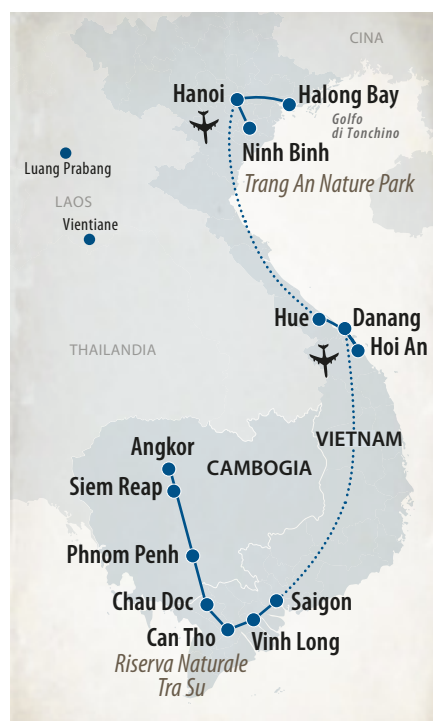 CINA
Hanoi
Halong Bay
Golfo
di Tonchino
Ninh Binh
Luang Prabang
Trang An Nature Park
LAOS
Vientiane
Hue
Danang
Hoi An
THAILANDIA
VIETNAM
Angkor
CAMBOGIA
Siem Reap
Phnom Penh
Chau Doc
Saigon
Can Tho
Vinh Long
Riserva Naturale
Tra Su